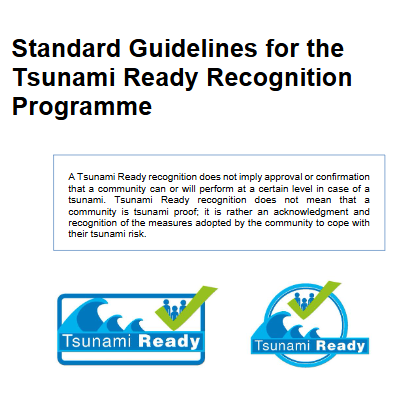 Standard Guidelines for the
Tsunami Ready Recognition
Programme
A Tsunami Ready recognition does not imply approval or confirmation
that a community can or will perform at a certain level in case of a
tsunami. Tsunami Ready recognition does not mean that a
community is tsunami proof; it is rather an acknowledgment and
recognition of the measures adopted by the community to cope with
their tsunami risk.
Tsunami Ready
Tsunami Ready